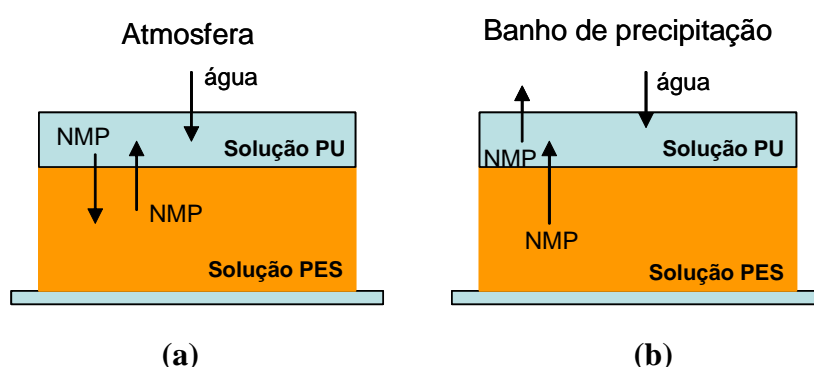 Atmosfera
água
NMP
Solução PU
NMP
Solução PES
(a)
Banho de precipitação
água
NMP
Solução PU
NMP
Solução PES
(b)